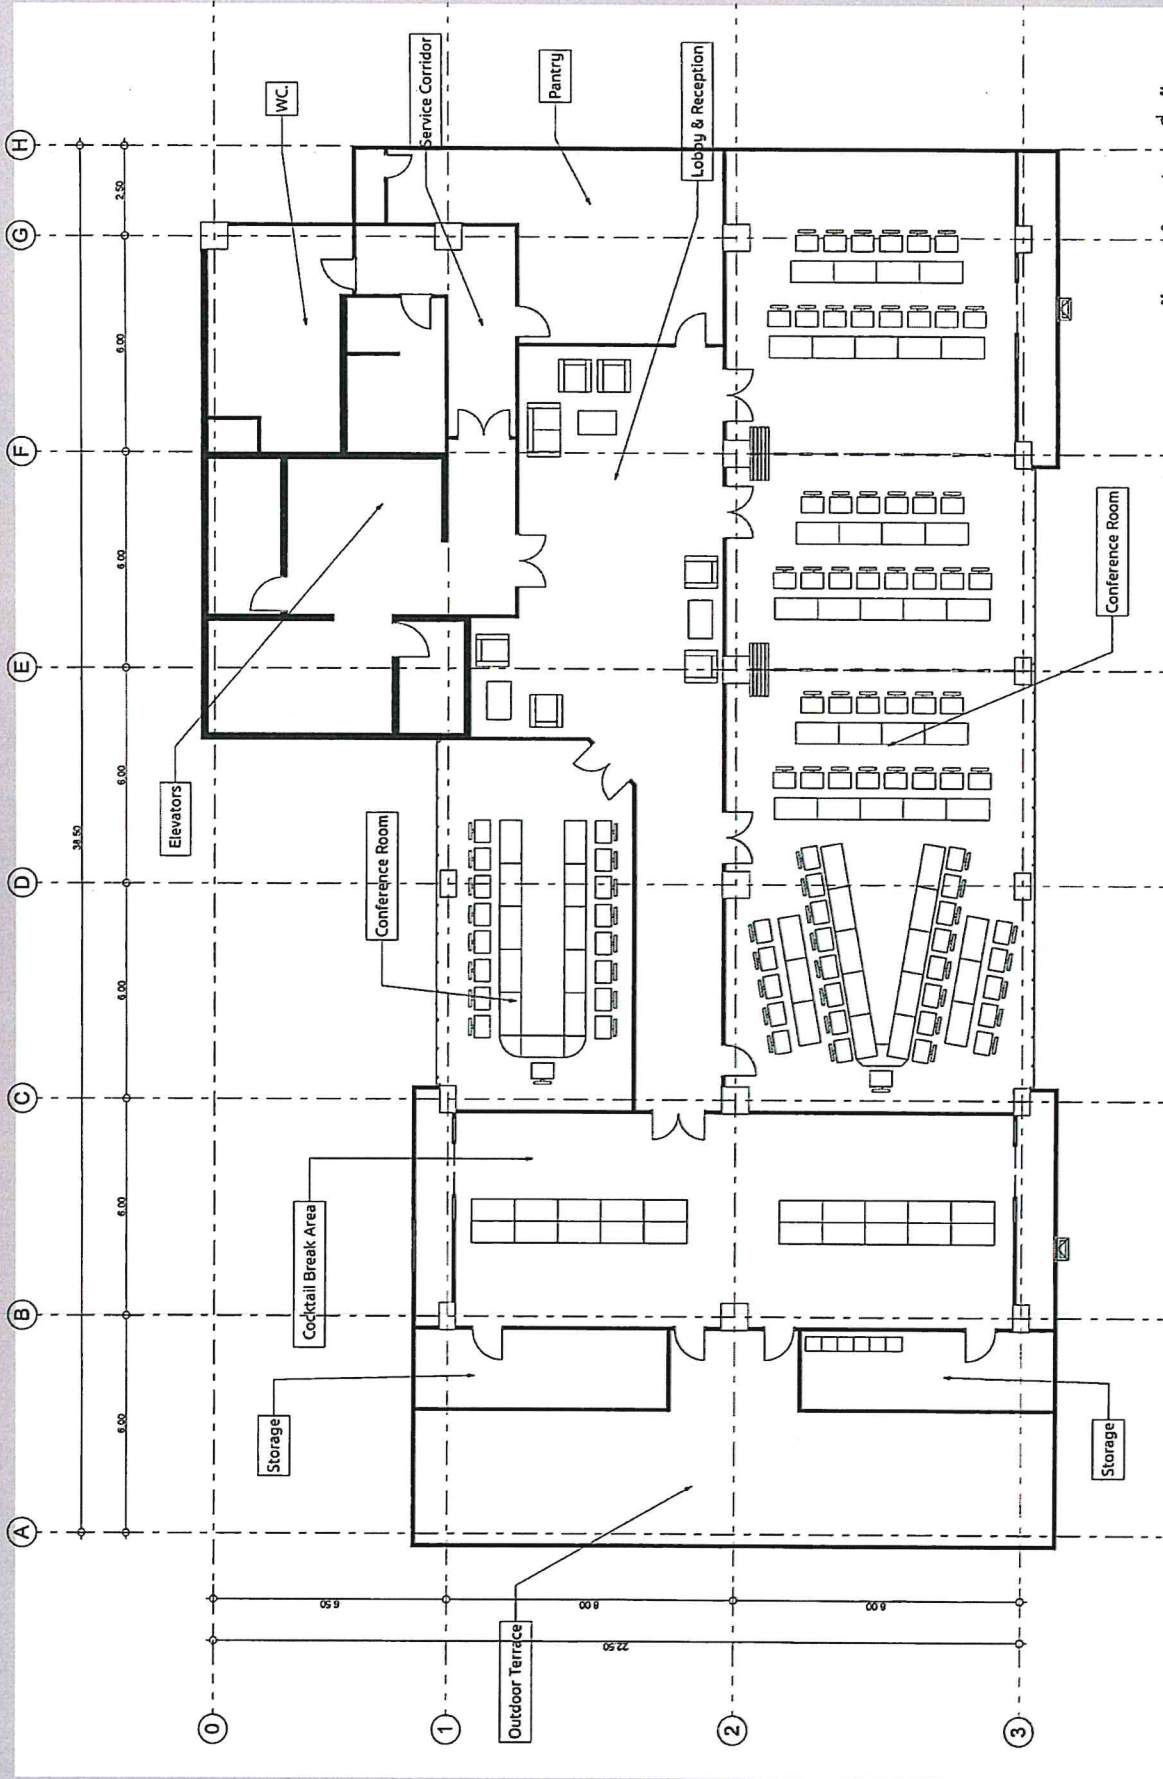 A B C D E F G H
38.50
6.00 6.00 6.00 6.00 6.00 6.00 2.50
Elevators
0
Storage
WC.
Cocktail Break Area
6.50
Conference Room
Service Corridor
1
Outdoor Terrace
Pantry
8.00
22.50
Lobby & Reception
2
8.00
3
Storage
Conference Room